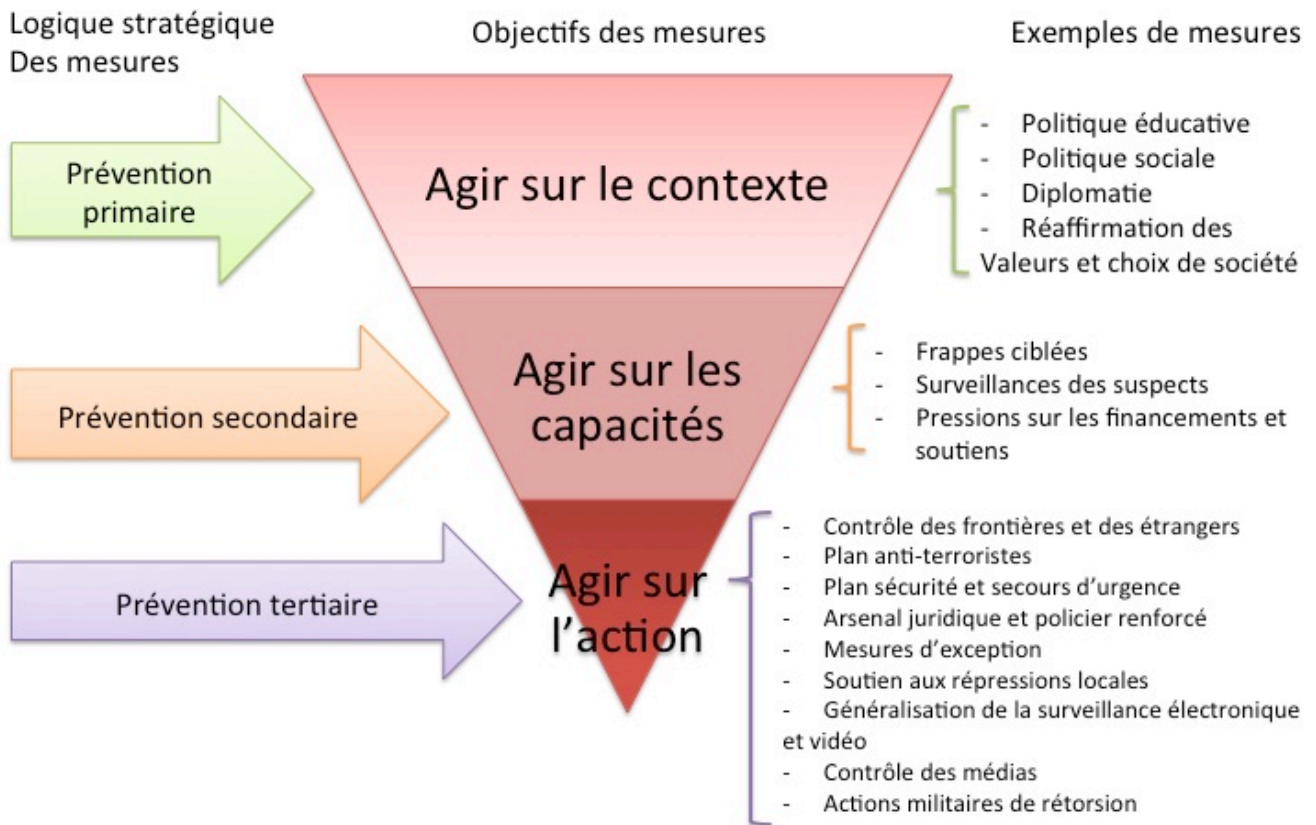 Logique stratégique
Des mesures
Objectifs des mesures
Exemples de mesures
Prévention
primaire
Agir sur le contexte
- Politique éducative
- Politique sociale
- Diplomatie
- Réaffirmation des
Valeurs et choix de société
Prévention secondaire
Agir sur les
capacités
- Frappes ciblées
- Surveillances des suspects
- Pressions sur les financements et
soutiens
Prévention tertiaire
Agir sur
l'action
- Contrôle des frontières et des étrangers
- Plan anti-terroristes
- Plan sécurité et secours d'urgence
- Arsenal juridique et policier renforcé
- Mesures d'exception
- Soutien aux répressions locales
- Généralisation de la surveillance électronique
et vidéo
- Contrôle des médias
- Actions militaires de rétorsion